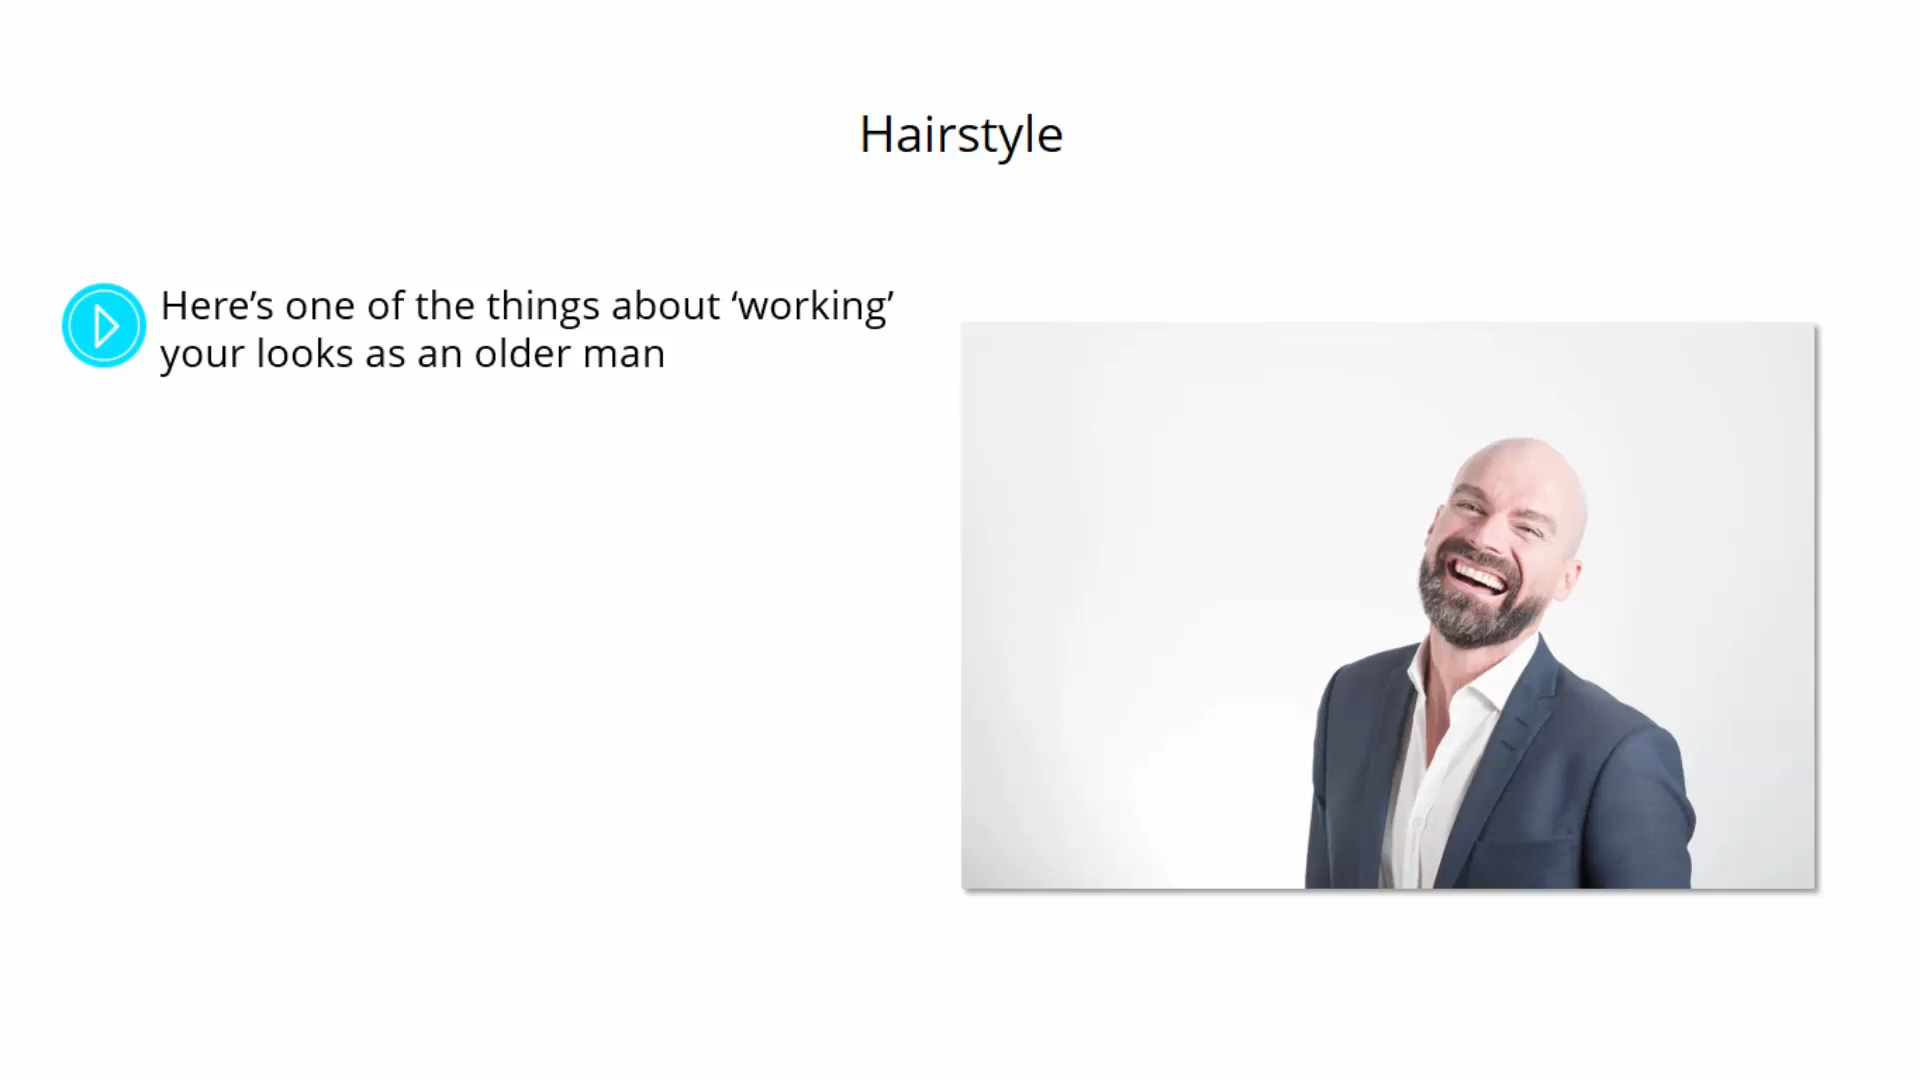 Hairstyle
Here’s one of the things about ‘working’
your looks as an older man